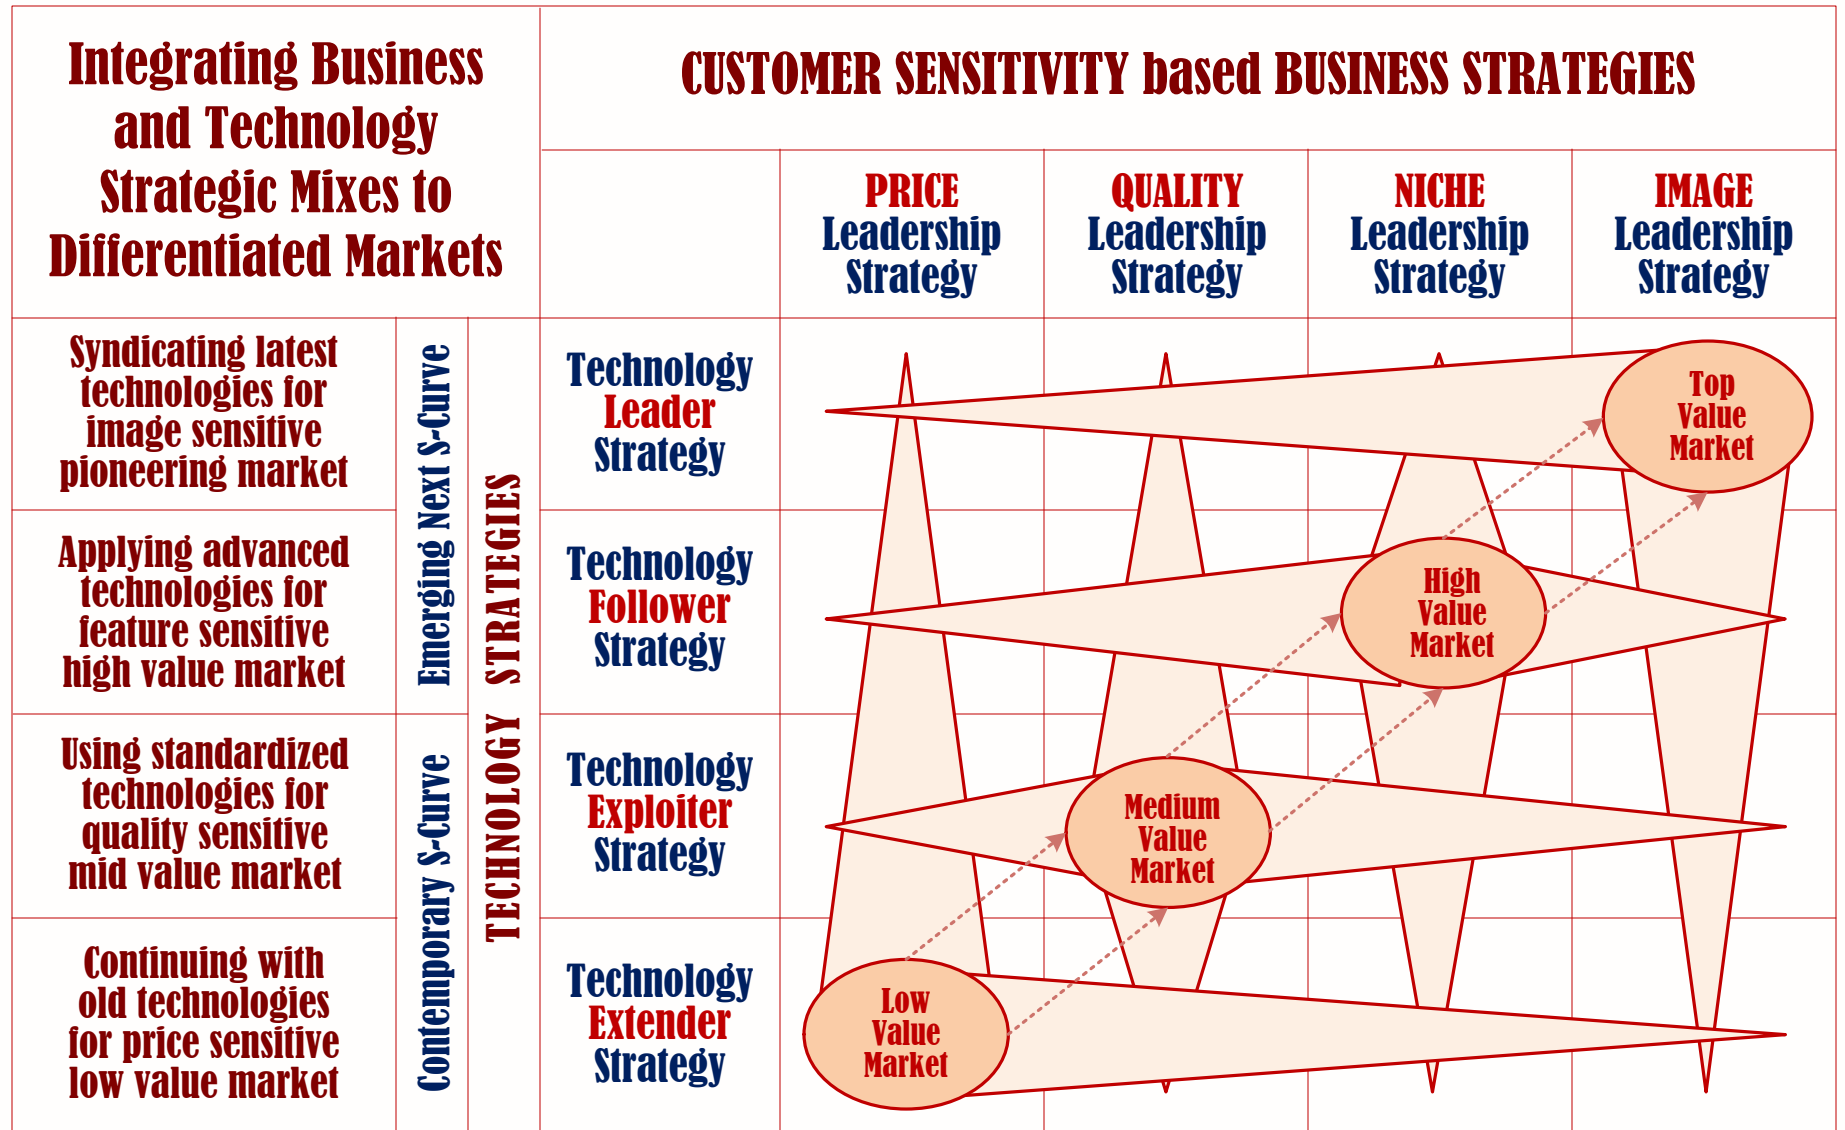 Integrating Business
and Technology
Strategic Mixes to
Differentiated Markets
CUSTOMER SENSITIVITY based BUSINESS STRATEGIES
PRICE
Leadership
Strategy
QUALITY
Leadership
Strategy
NICHE
Leadership
Strategy
IMAGE
Leadership
Strategy
Syndicating latest
technologies for
image sensitive
pioneering market
Applying advanced
technologies for
feature sensitive
high value market
Using standardized
technologies for
quality sensitive
mid value market
Continuing with
old technologies
for price sensitive
low value market
Emerging Next S-Curve
Contemporary S-Curve
TECHNOLOGY STRATEGIES
Technology
Leader
Strategy
Technology
Follower
Strategy
Technology
Exploiter
Strategy
Technology
Extender
Strategy
Top
Value
Market
High
Value
Market
Medium
Value
Market
Low
Value
Market